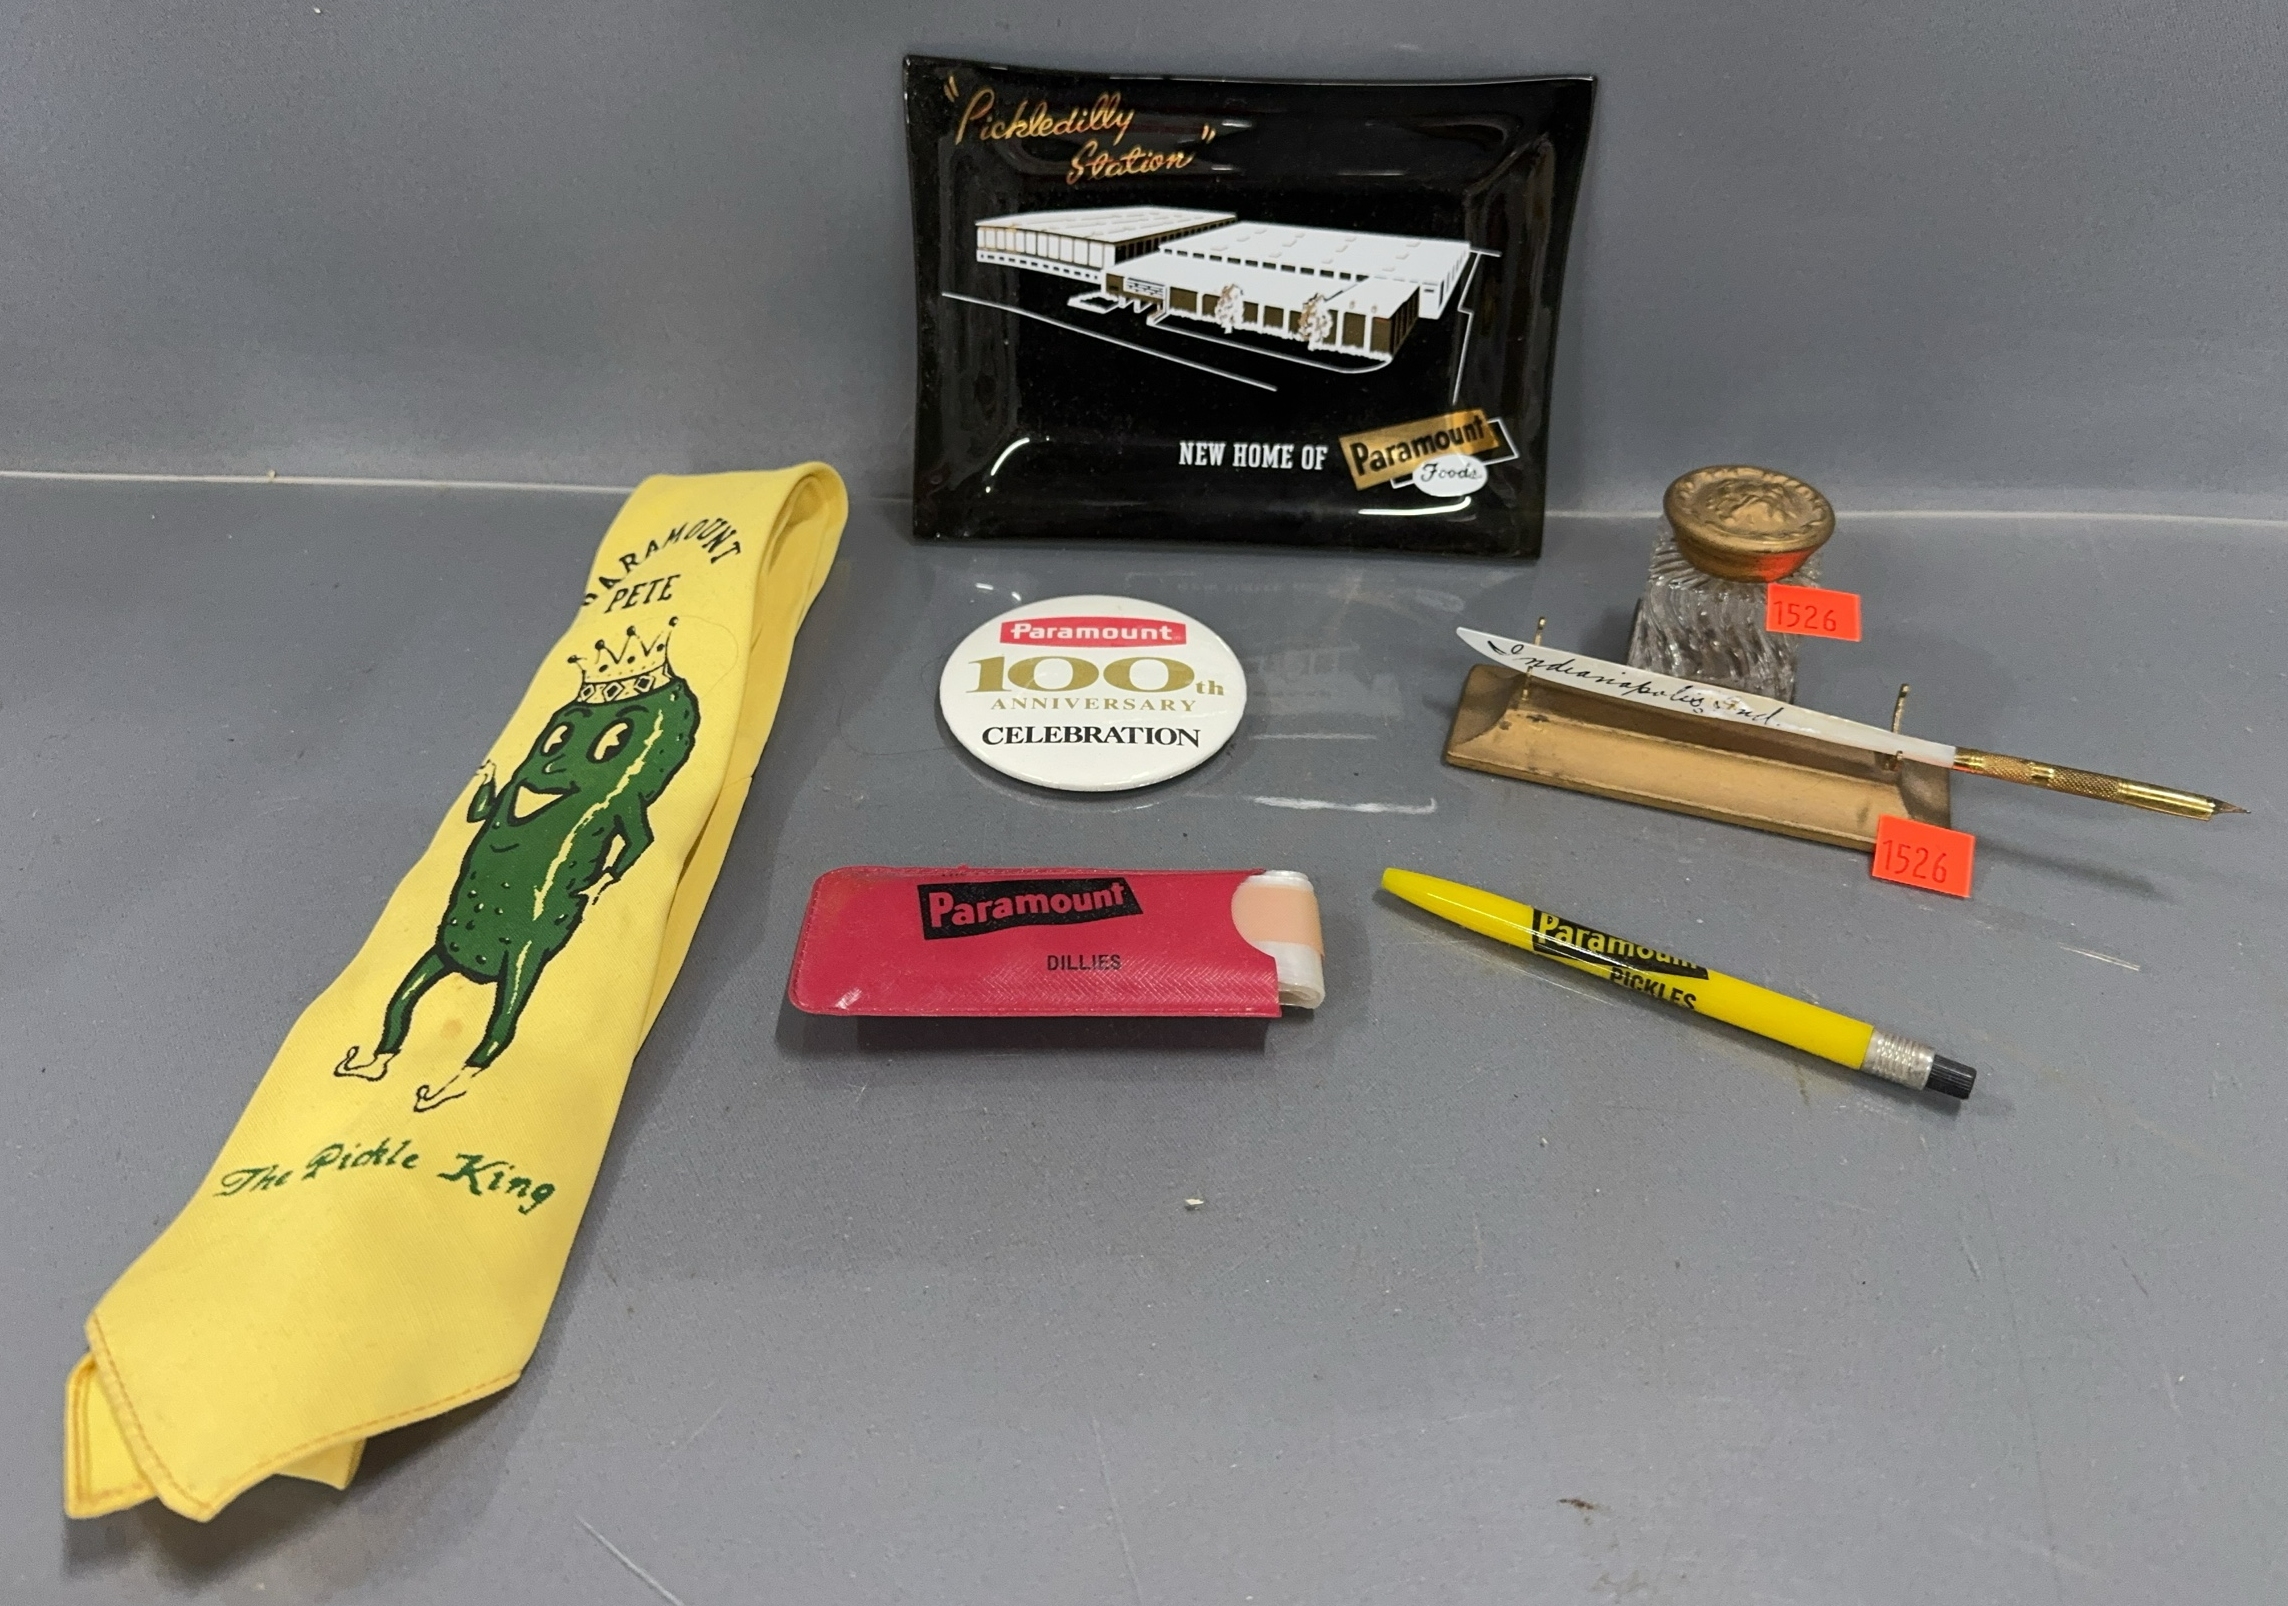 "Pickledilly
Station"
NEW HOME OF
Paramount
Foods
PARAMOUNT
PETE
The Pickle King
Paramount
100th
ANNIVERSARY
CELEBRATION
1526
Indianapolis, Ind.
1526
Paramount
DILLIES
Paramount
PICKLES